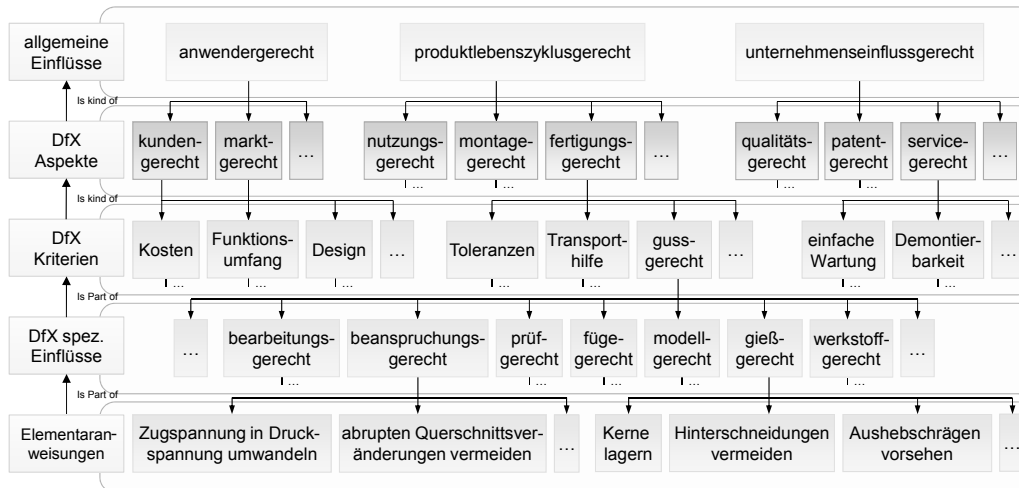 allgemeine
Einflüsse
anwendergerecht
produktlebenszyklusgerecht
unternehmenseinflussgerecht
Is kind of
DfX
Aspekte
kunden-
gerecht
markt-
gerecht
...
nutzungs-
gerecht
montage-
gerecht
fertigungs-
gerecht
...
qualitäts-
gerecht
patent-
gerecht
service-
gerecht
...
... ... ... ...
Is kind of
DfX
Kriterien
Kosten
Funktions-
umfang
Design
...
Toleranzen
Transport-
hilfe
guss-
gerecht
...
einfache
Wartung
Demontier-
barkeit
...
... ... ... ... ... ... ...
Is Part of
DfX spez.
Einflüsse
...
bearbeitungs-
gerecht
beanspruchungs-
gerecht
prüf-
gerecht
füge-
gerecht
modell-
gerecht
gieß-
gerecht
werkstoff-
gerecht
...
... ... ... ... ...
Is Part of
Elementaran-
weisungen
Zugspannung in Druck-
spannung umwandeln
abrupten Querschnittsver-
änderungen vermeiden
...
Kerne
lagern
Hinterschneidungen
vermeiden
Aushebschrägen
vorsehen
...